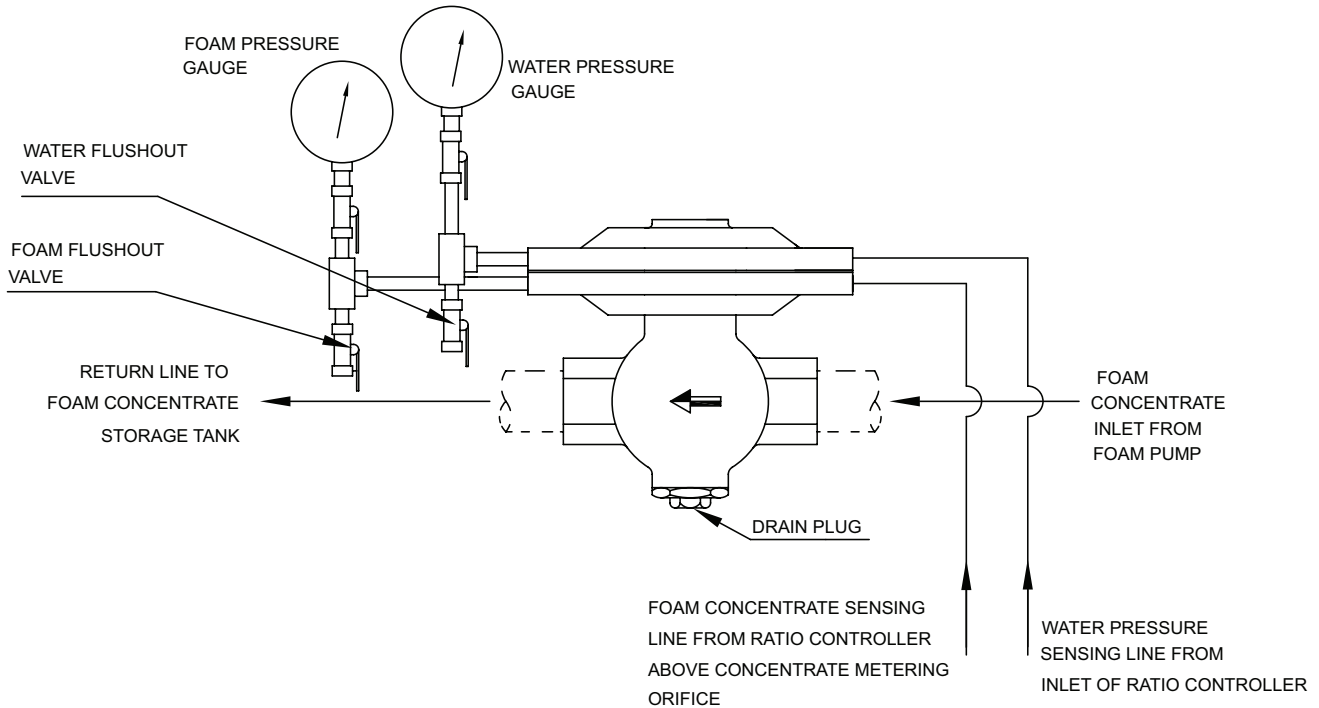 FOAM PRESSURE
GAUGE
WATER PRESSURE
GAUGE
WATER FLUSHOUT
VALVE
FOAM FLUSHOUT
VALVE
RETURN LINE TO
FOAM CONCENTRATE
STORAGE TANK
FOAM
CONCENTRATE
INLET FROM
FOAM PUMP
DRAIN PLUG
FOAM CONCENTRATE SENSING
LINE FROM RATIO CONTROLLER
ABOVE CONCENTRATE METERING
ORIFICE
WATER PRESSURE
SENSING LINE FROM
INLET OF RATIO CONTROLLER